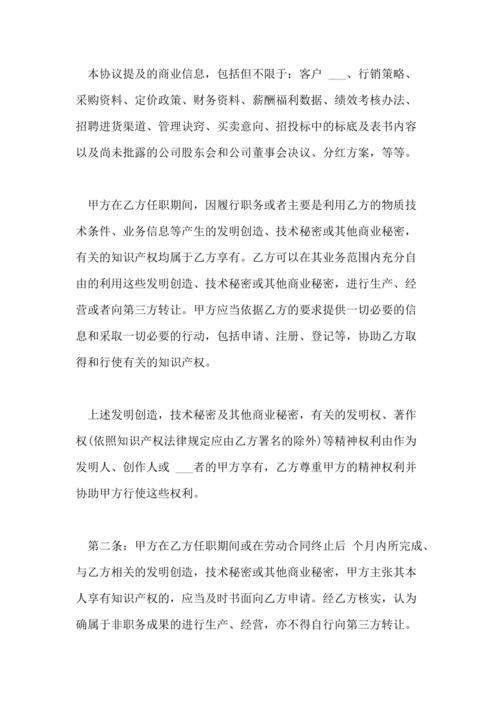 本协议提及的商业信息，包括但不限于：客户 ___、行销策略、
采购资料、定价政策、财务资料、薪酬福利数据、绩效考核办法、
招聘进货渠道、管理诀窍、买卖意向、招投标中的标底及表书内容
以及尚未批露的公司股东会和公司董事会决议、分红方案，等等。
甲方在乙方任职期间，因履行职务或者主要是利用乙方的物质技
术条件、业务信息等产生的发明创造、技术秘密或其他商业秘密，
有关的知识产权均属于乙方享有。乙方可以在其业务范围内充分自
由的利用这些发明创造、技术秘密或其他商业秘密，进行生产、经
营或者向第三方转让。甲方应当依据乙方的要求提供一切必要的信
息和采取一切必要的行动，包括申请、注册、登记等，协助乙方取
得和行使有关的知识产权。
上述发明创造，技术秘密及其他商业秘密，有关的发明权、著作
权(依照知识产权法律规定应由乙方署名的除外)等精神权利由作为
发明人、创作人或 ___者的甲方享有，乙方尊重甲方的精神权利并
协助甲方行使这些权利。
第二条：甲方在乙方任职期间或在劳动合同终止后 个月内所完成、
与乙方相关的发明创造，技术秘密或其他商业秘密，甲方主张其本
人享有知识产权的，应当及时书面向乙方申请。经乙方核实，认为
确属于非职务成果的进行生产、经营，亦不得自行向第三方转让。